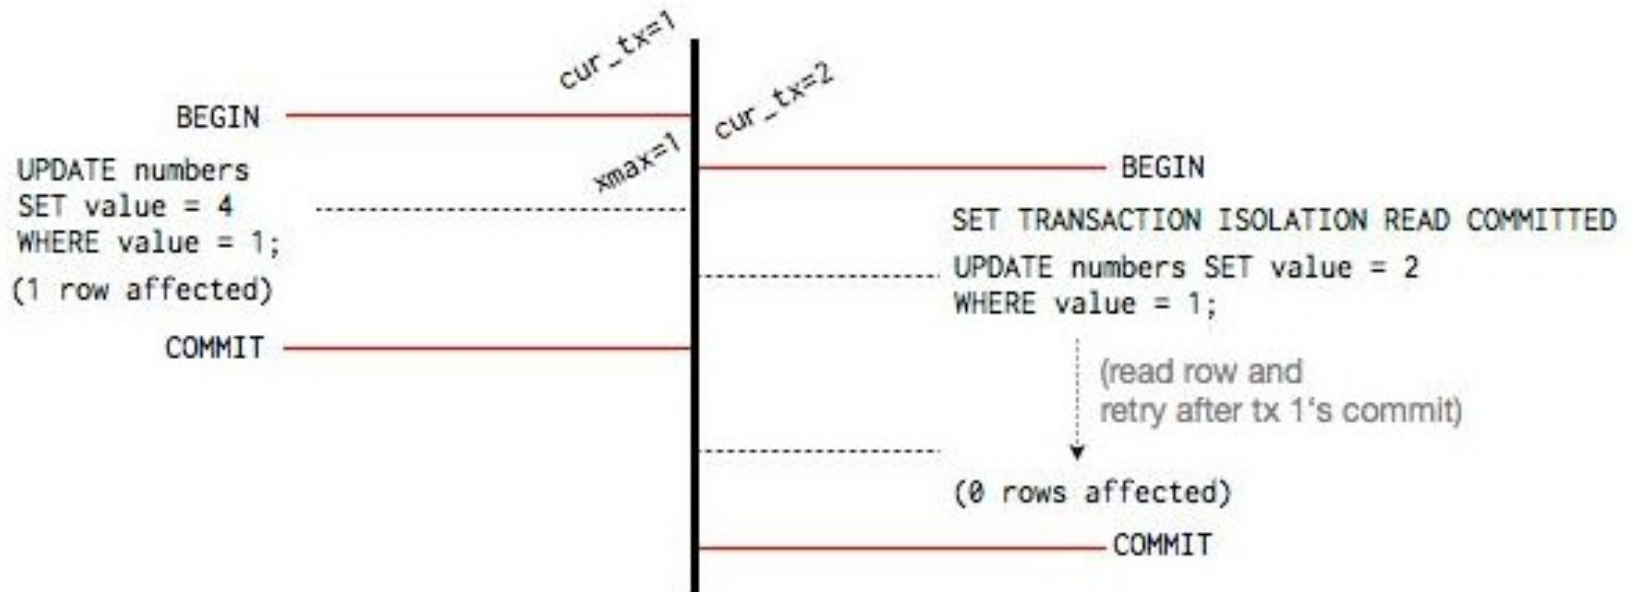 cur_tx=1
cur_tx=2
BEGIN
xmax=1
BEGIN
UPDATE numbers
SET value = 4
WHERE value = 1;
(1 row affected)
SET TRANSACTION ISOLATION READ COMMITTED
UPDATE numbers SET value = 2
WHERE value = 1;
COMMIT
(read row and
retry after tx 1's commit)
(0 rows affected)
COMMIT